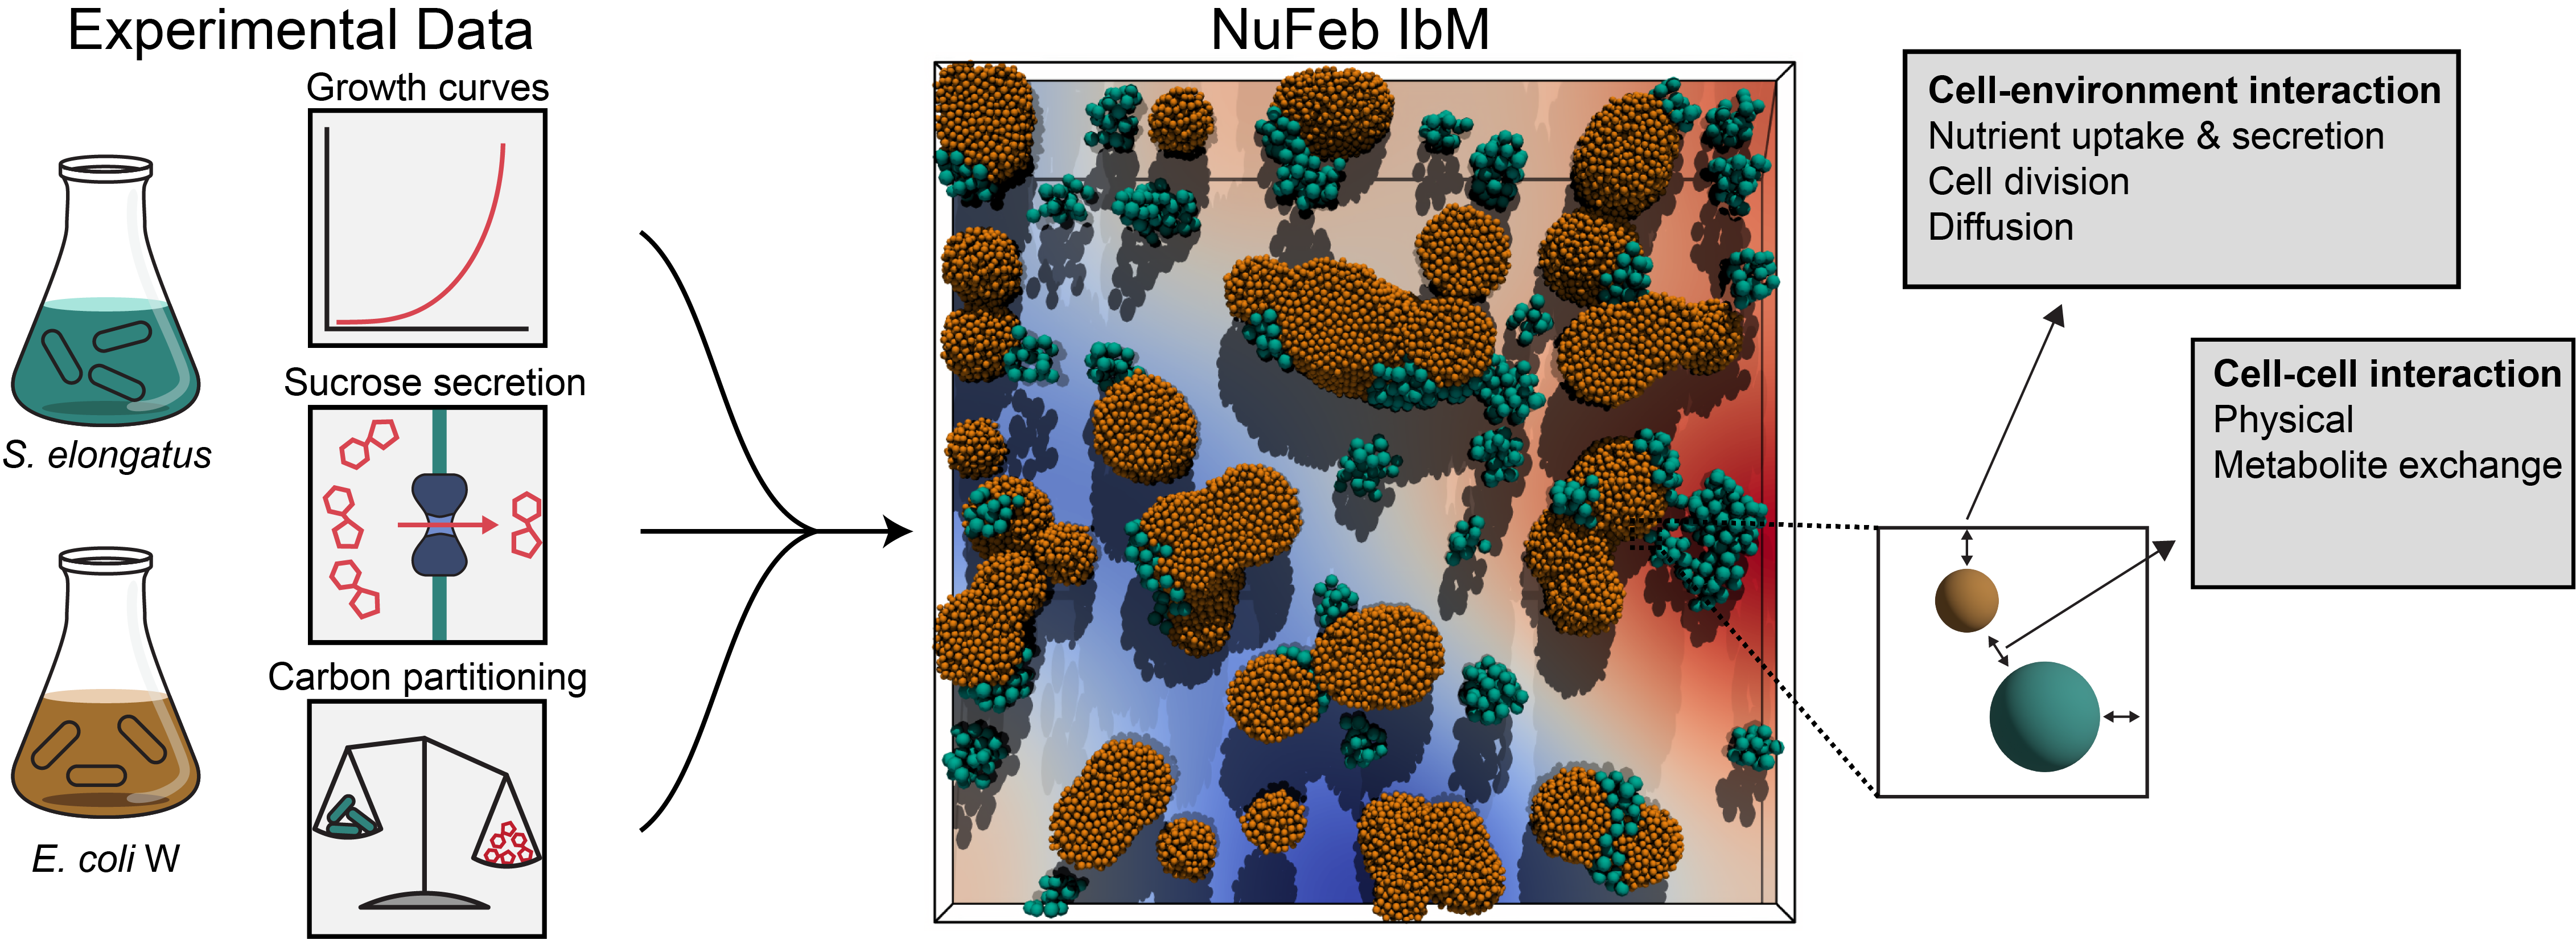 Experimental Data
Growth curves
S. elongatus
Sucrose secretion
E. coli W
Carbon partitioning
NuFeb IbM
Cell-environment interaction
Nutrient uptake & secretion
Cell division
Diffusion
Cell-cell interaction
Physical
Metabolite exchange